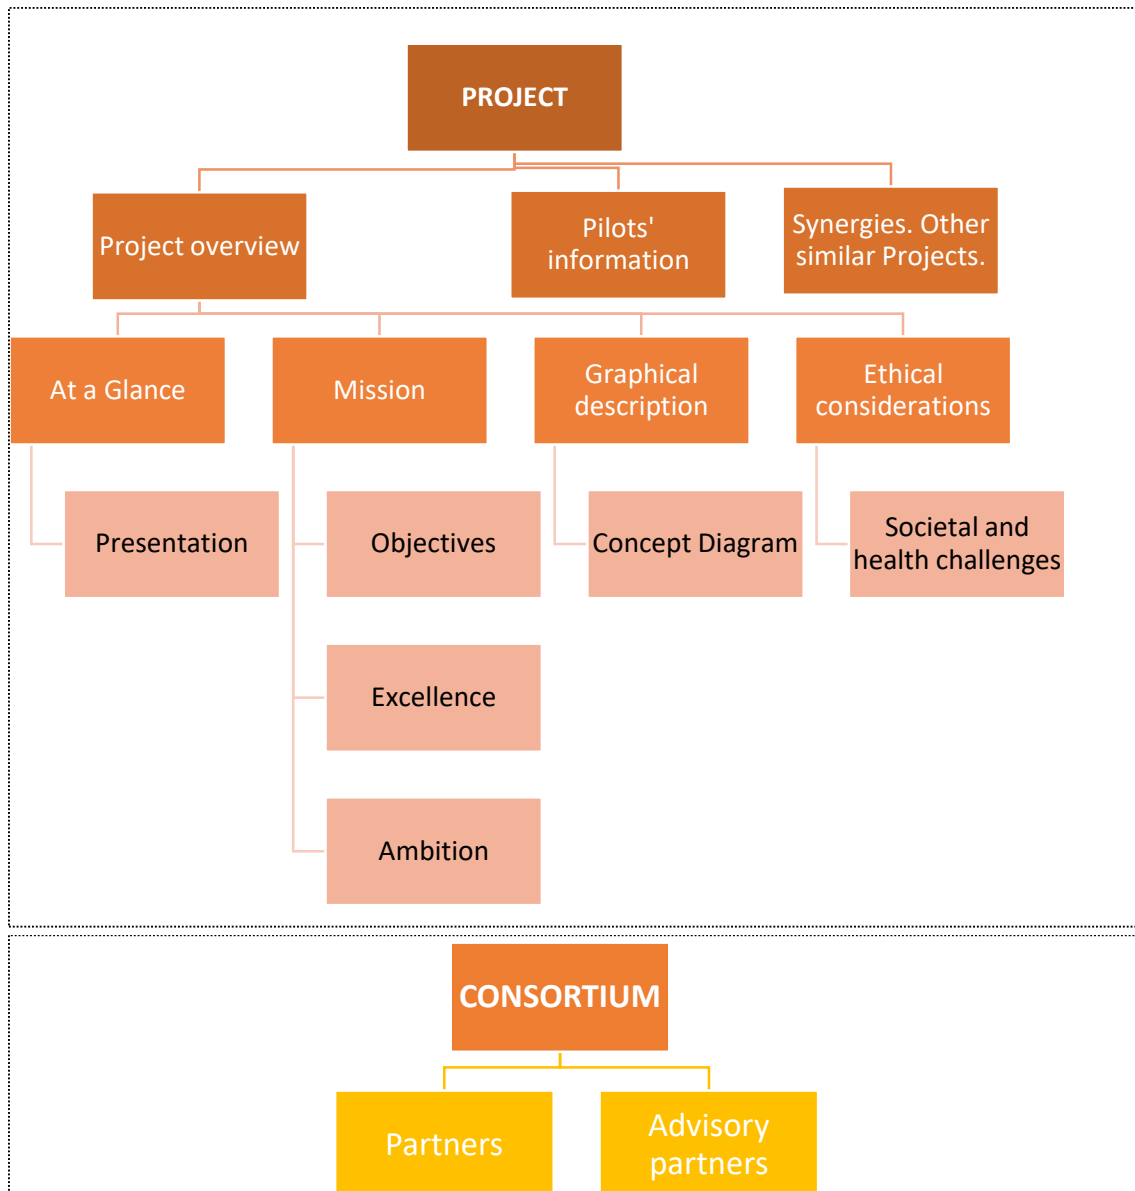 PROJECT
Project overview
Pilots'
information
Synergies. Other
similar Projects.
At a Glance
Mission
Graphical
description
Ethical
considerations
Presentation
Objectives
Concept Diagram
Societal and
health challenges
Excellence
Ambition
CONSORTIUM
Partners
Advisory
partners